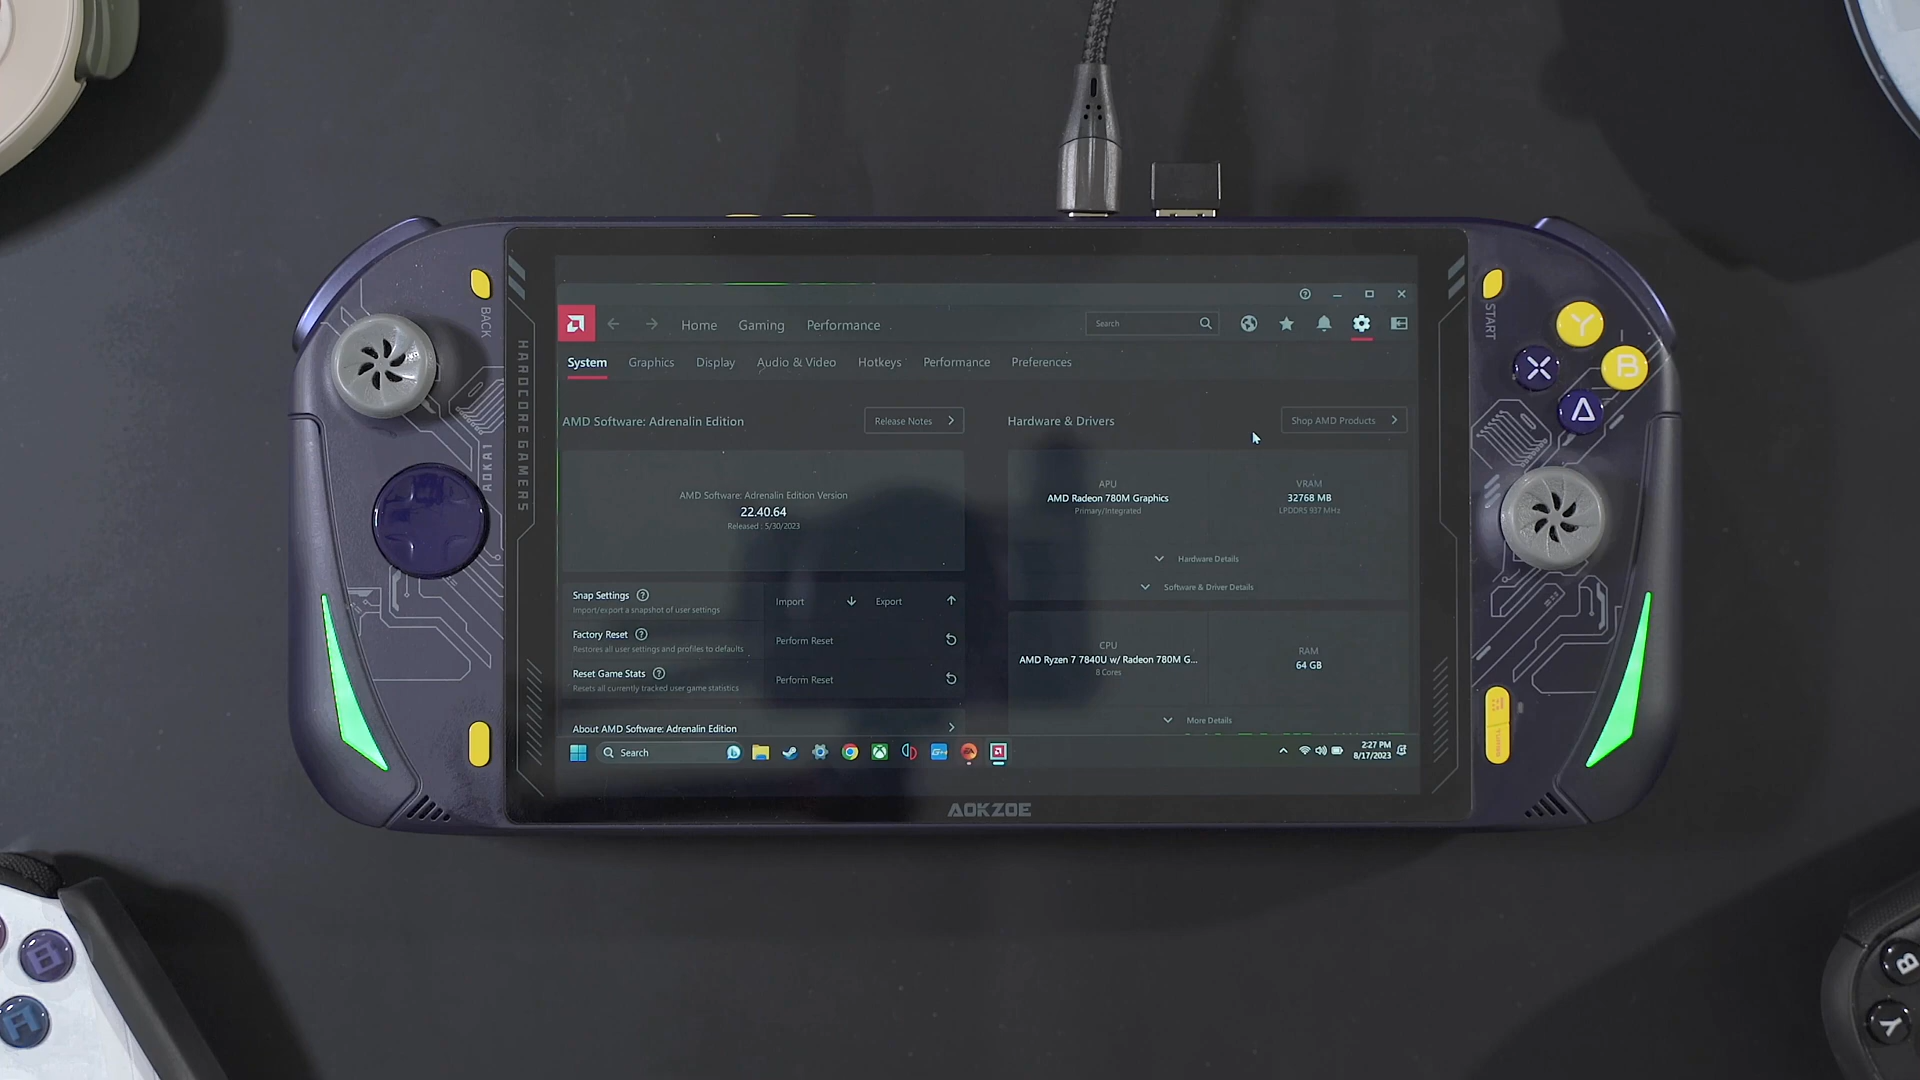 BACK
START
Y
X
B
HARDCORE GAMERS
AOKA1
Home
Gaming
Performance
Search
System
Graphics
Display
Audio & Video
Hotkeys
Performance
Preferences
AMD Software: Adrenalin Edition
Release Notes
Hardware & Drivers
Shop AMD Products
AMD Software: Adrenalin Edition Version
22.40.64
Released : 5/30/2023
APU
AMD Radeon 780M Graphics
Primary/Integrated
VRAM
32768 MB
LPDDR5 937 MHz
Hardware Details
Software & Driver Details
Snap Settings
Import/export a snapshot of user settings
Import
Export
Factory Reset
Restores all user settings and profiles to defaults
Perform Reset
Reset Game Stats
Resets all currently tracked user game statistics
Perform Reset
CPU
AMD Ryzen 7 7840U w/ Radeon 780M G...
8 Cores
RAM
64 GB
More Details
About AMD Software: Adrenalin Edition
Search
2:27 PM
8/17/2023
TURBO
AOKZOE
B
Y